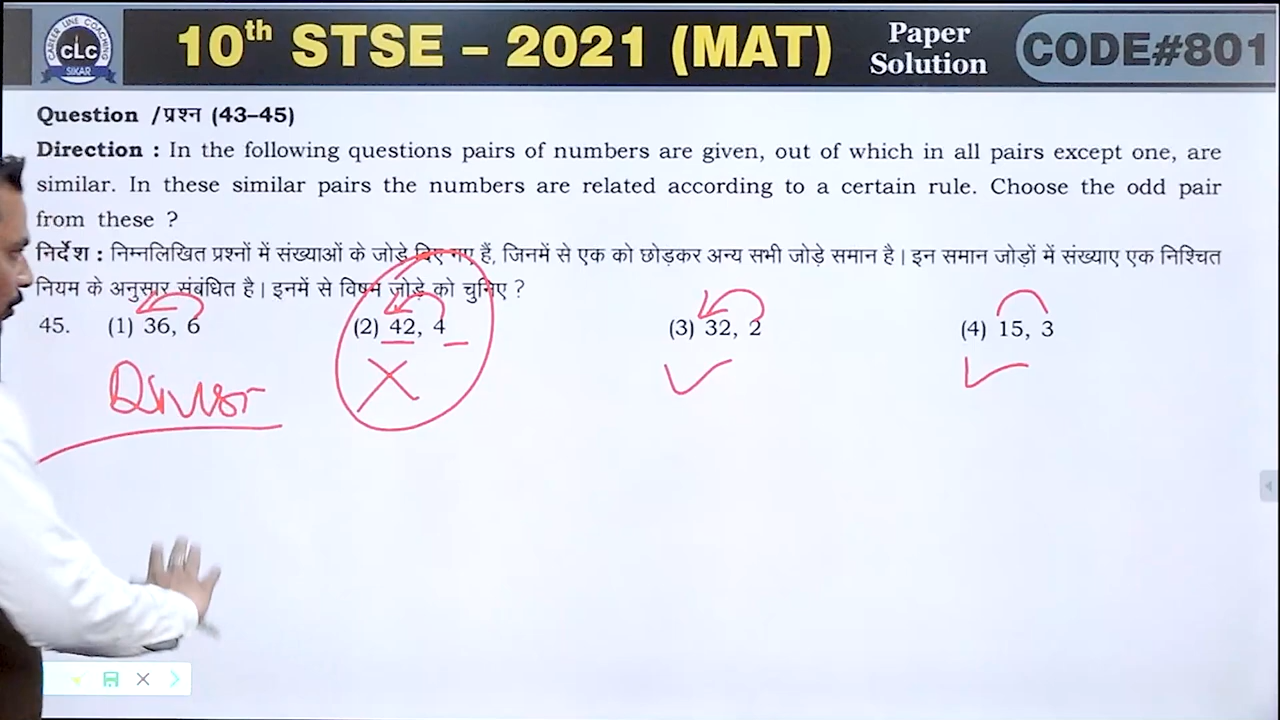 CAREER LINE COACHING
CLC
SIKAR
10th STSE – 2021 (MAT)
Paper
Solution
CODE#801
Question /प्रश्न (43–45)
Direction : In the following questions pairs of numbers are given, out of which in all pairs except one, are
similar. In these similar pairs the numbers are related according to a certain rule. Choose the odd pair
from these ?
निर्देश : निम्नलिखित प्रश्नों में संख्याओं के जोड़े दिए गए हैं, जिनमें से एक को छोड़कर अन्य सभी जोड़े समान है। इन समान जोड़ों में संख्याए एक निश्चित
नियम के अनुसार संबंधित है। इनमें से विषम जोड़े को चुनिए ?
45. (1) 36, 6 (2) 42, 4 (3) 32, 2 (4) 15, 3